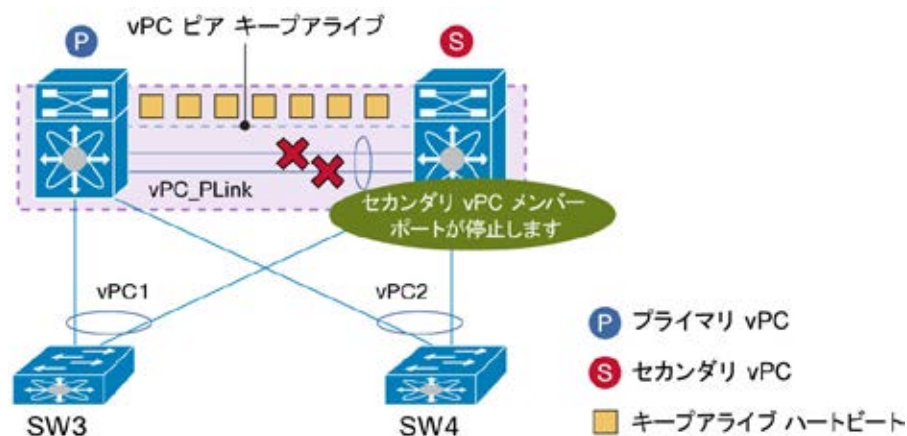 vPC ピア キープアライブ
P
S
vPC_PLink
セカンダリ vPC メンバー
ポートが停止します
vPC1
vPC2
P プライマリ vPC
S セカンダリ vPC
キープアライブ ハートビート
SW3
SW4